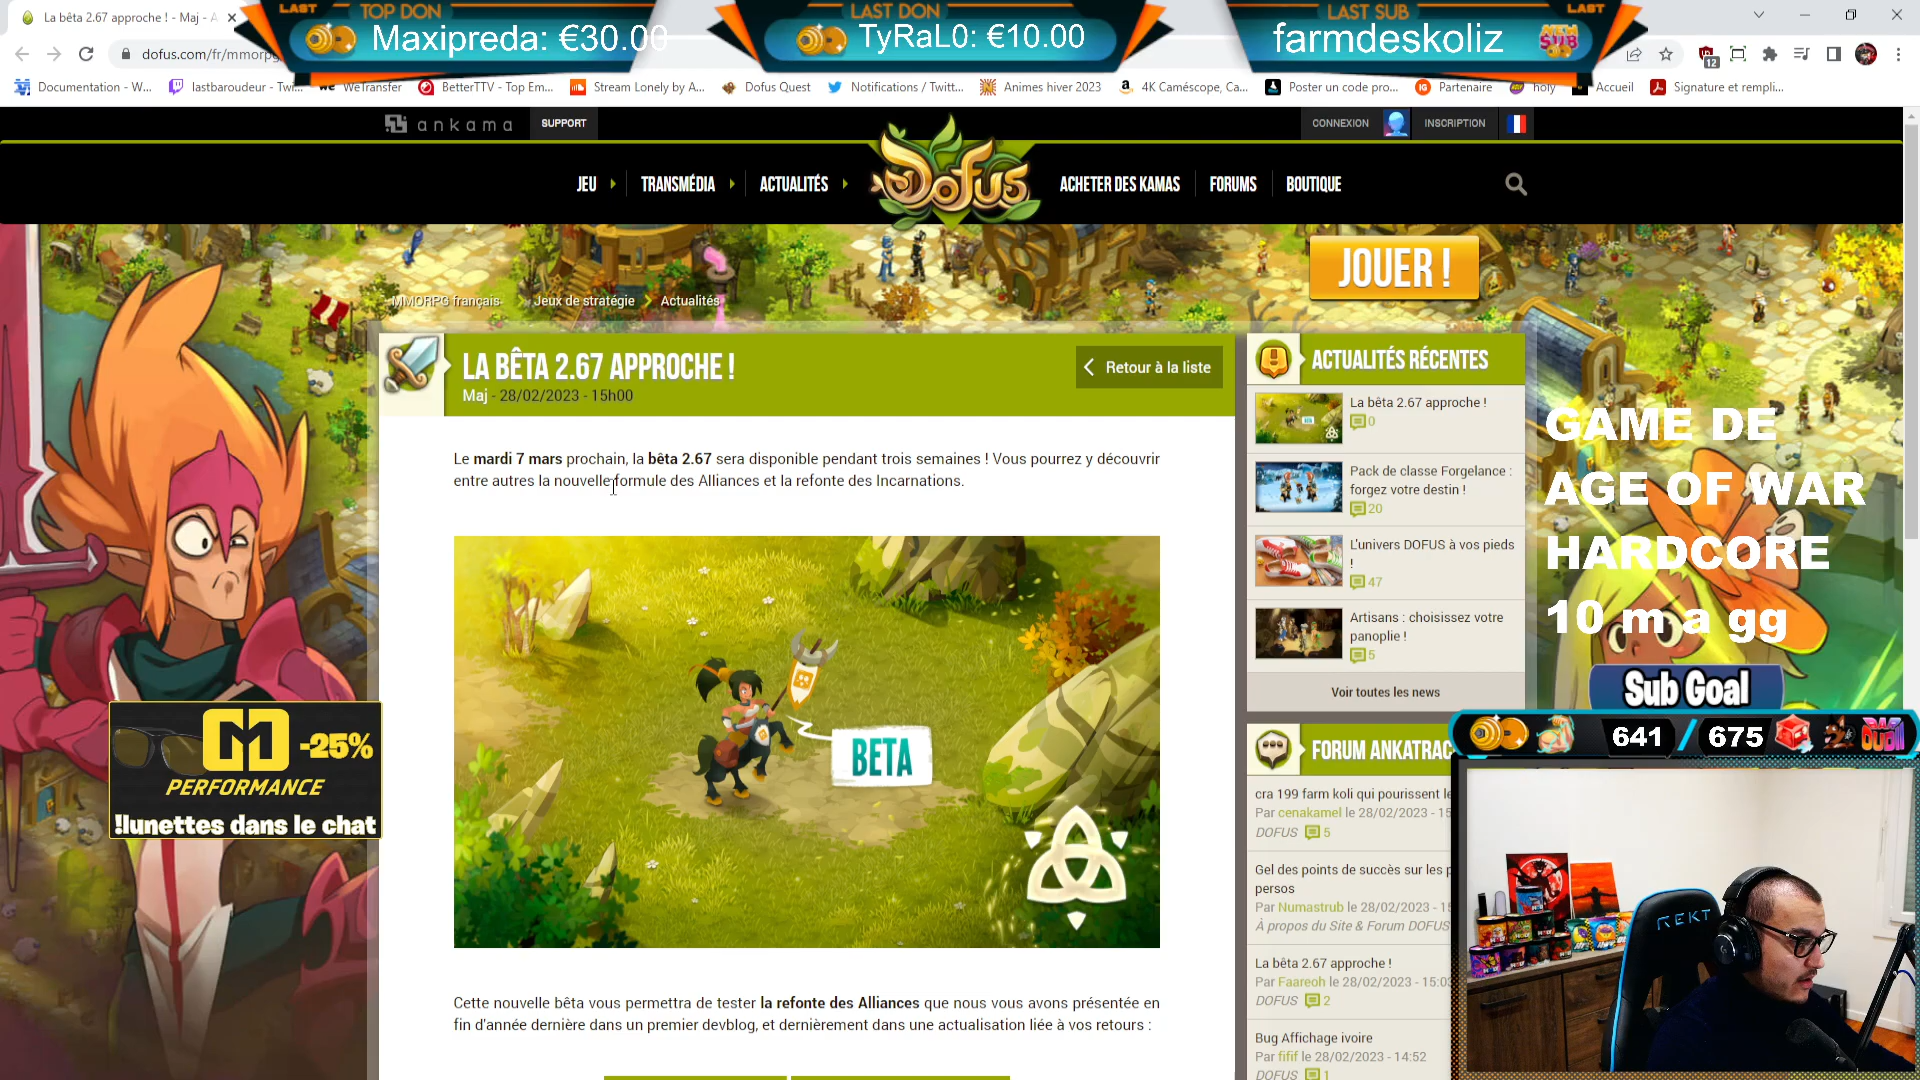 La bêta 2.67 approche ! - Maj - A
LAST
TOP DON
Maxipreda: €30.00
LAST DON
TyRaL0: €10.00
LAST SUB
LAST
farmdeskoliz
NEW SUB
dofus.com/fr/mmorpg
12
Documentation - W...
lastbaroudeur - Twi...
WeTransfer
BetterTTV - Top Em...
Stream Lonely by A...
Dofus Quest
Notifications / Twitt...
Animes hiver 2023
4K Caméscope, Ca...
Poster un code pro...
Partenaire
holy
Accueil
Signature et rempli...
ankama
SUPPORT
CONNEXION
INSCRIPTION
JEU
TRANSMÉDIA
ACTUALITÉS
DOFUS
ACHETER DES KAMAS
FORUMS
BOUTIQUE
JOUER !
MMORPG français
Jeux de stratégie
Actualités
LA BÊTA 2.67 APPROCHE !
Maj - 28/02/2023 - 15h00
Retour à la liste
Le mardi 7 mars prochain, la bêta 2.67 sera disponible pendant trois semaines ! Vous pourrez y découvrir
entre autres la nouvelle formule des Alliances et la refonte des Incarnations.
BETA
Cette nouvelle bêta vous permettra de tester la refonte des Alliances que nous vous avons présentée en
fin d'année dernière dans un premier devblog, et dernièrement dans une actualisation liée à vos retours :
ACTUALITÉS RÉCENTES
La bêta 2.67 approche !
0
Pack de classe Forgelance :
forgez votre destin !
20
L'univers DOFUS à vos pieds
!
47
Artisans : choisissez votre
panoplie !
5
Voir toutes les news
FORUM ANKATRAC
cra 199 farm koli qui pourissent le
Par cenakamel le 28/02/2023 - 15
DOFUS 5
Gel des points de succès sur les p
persos
Par Numastrub le 28/02/2023 - 15
À propos du Site & Forum DOFUS
La bêta 2.67 approche !
Par Faareoh le 28/02/2023 - 15:03
DOFUS 2
Bug Affichage ivoire
Par fifif le 28/02/2023 - 14:52
DOFUS 1
GAME DE
AGE OF WAR
HARDCORE
10 m a gg
Sub Goal
641 / 675
M -25%
PERFORMANCE
!lunettes dans le chat
REKT